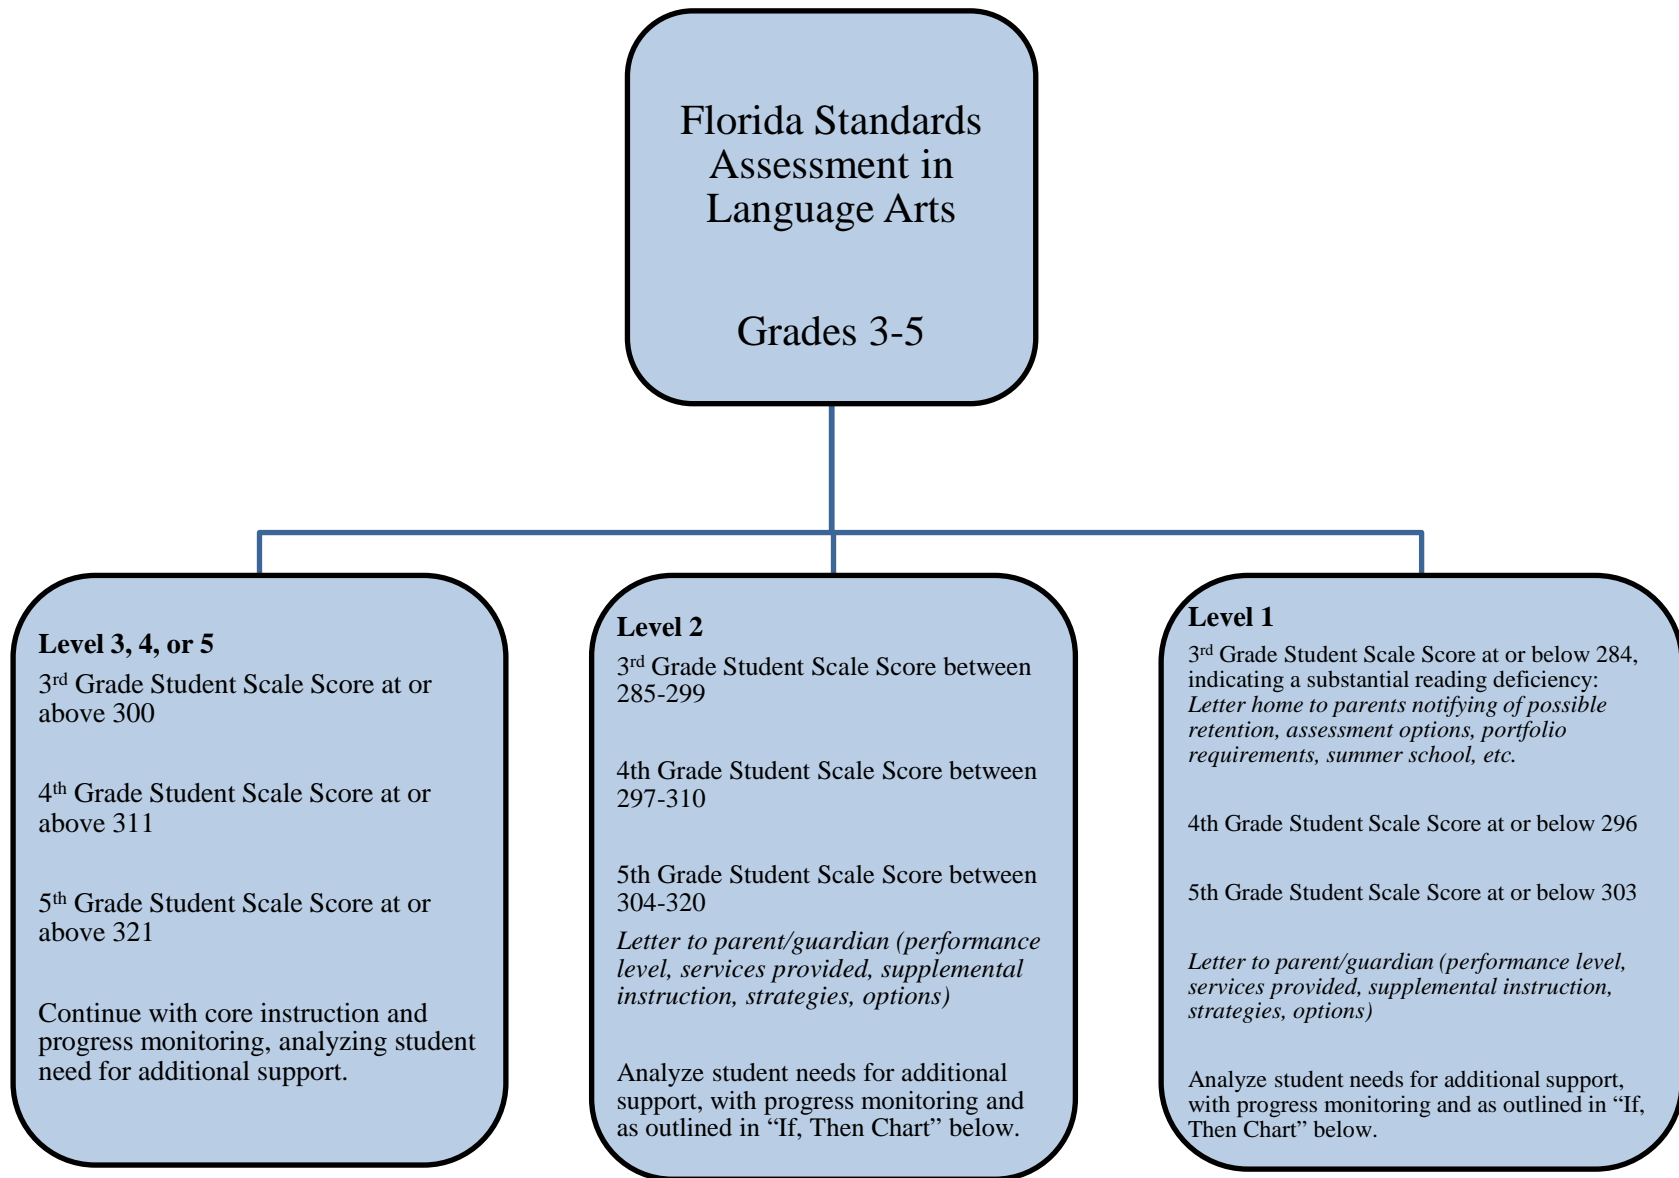 Florida Standards
Assessment in
Language Arts
Grades 3-5
Level 3, 4, or 5
3rd Grade Student Scale Score at or
above 300
4th Grade Student Scale Score at or
above 311
5th Grade Student Scale Score at or
above 321
Continue with core instruction and
progress monitoring, analyzing student
need for additional support.
Level 2
3rd Grade Student Scale Score between
285-299
4th Grade Student Scale Score between
297-310
5th Grade Student Scale Score between
304-320
Letter to parent/guardian (performance
level, services provided, supplemental
instruction, strategies, options)
Analyze student needs for additional
support, with progress monitoring and
as outlined in “If, Then Chart” below.
Level 1
3rd Grade Student Scale Score at or below 284,
indicating a substantial reading deficiency:
Letter home to parents notifying of possible
retention, assessment options, portfolio
requirements, summer school, etc.
4th Grade Student Scale Score at or below 296
5th Grade Student Scale Score at or below 303
Letter to parent/guardian (performance level,
services provided, supplemental instruction,
strategies, options)
Analyze student needs for additional support,
with progress monitoring and as outlined in “If,
Then Chart” below.